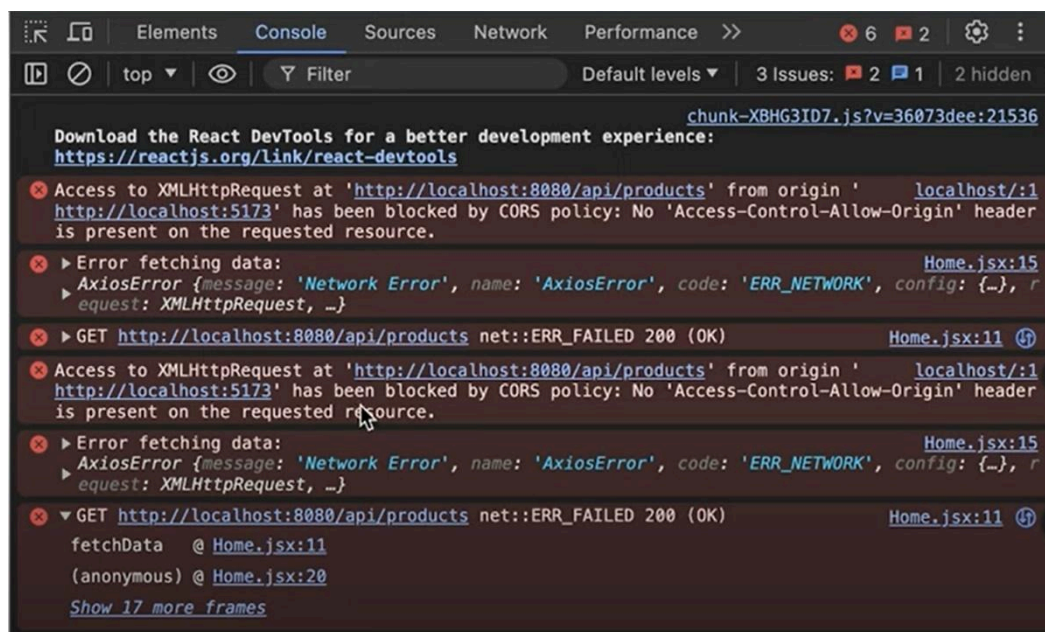 Elements Console Sources Network Performance >> 6 2
top ▼ Filter Default levels ▼ 3 Issues: 2 1 2 hidden
chunk-XBHG3ID7.js?v=36073dee:21536
Download the React DevTools for a better development experience:
https://reactjs.org/link/react-devtools
Access to XMLHttpRequest at 'http://localhost:8080/api/products' from origin ' localhost/:1
http://localhost:5173' has been blocked by CORS policy: No 'Access-Control-Allow-Origin' header
is present on the requested resource.
▶ Error fetching data: Home.jsx:15
▶ AxiosError {message: 'Network Error', name: 'AxiosError', code: 'ERR_NETWORK', config: {…}, r
equest: XMLHttpRequest, …}
▶ GET http://localhost:8080/api/products net::ERR_FAILED 200 (OK) Home.jsx:11
Access to XMLHttpRequest at 'http://localhost:8080/api/products' from origin ' localhost/:1
http://localhost:5173' has been blocked by CORS policy: No 'Access-Control-Allow-Origin' header
is present on the requested resource.
▶ Error fetching data: Home.jsx:15
▶ AxiosError {message: 'Network Error', name: 'AxiosError', code: 'ERR_NETWORK', config: {…}, r
equest: XMLHttpRequest, …}
▼ GET http://localhost:8080/api/products net::ERR_FAILED 200 (OK) Home.jsx:11
fetchData @ Home.jsx:11
(anonymous) @ Home.jsx:20
Show 17 more frames